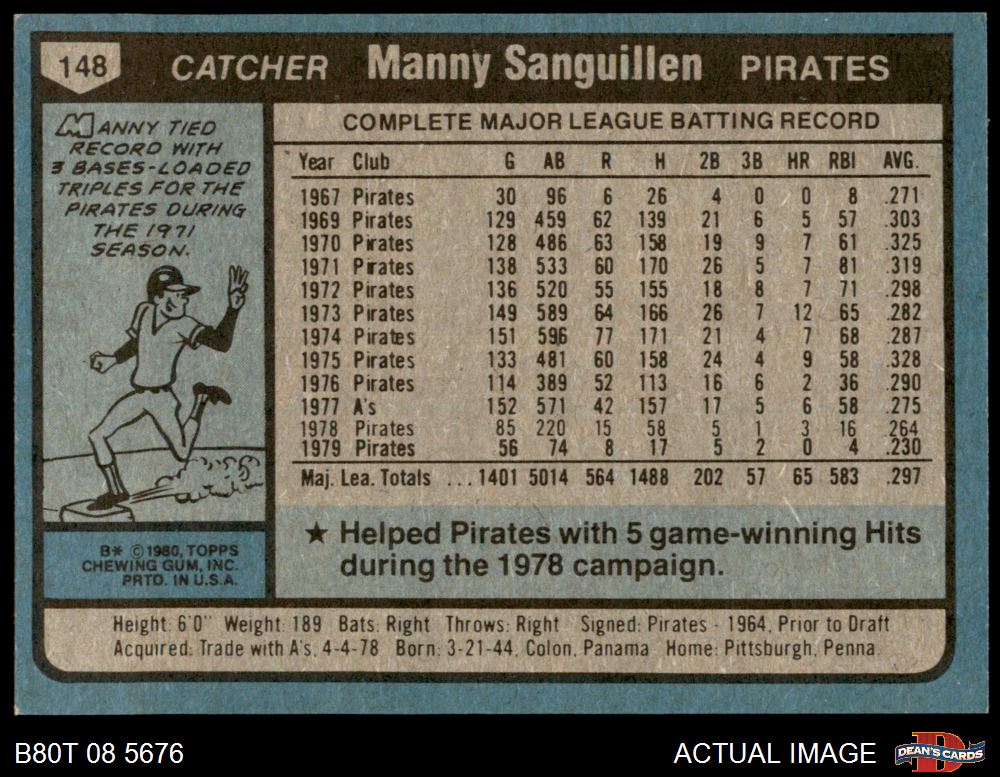 148 CATCHER Manny Sanguillen PIRATES
MANNY TIED
RECORD WITH
3 BASES-LOADED
TRIPLES FOR THE
PIRATES DURING
THE 1971
SEASON.
B* ©1980, TOPPS
CHEWING GUM, INC.
PRTD. IN U.S.A.
COMPLETE MAJOR LEAGUE BATTING RECORD
Year Club G AB R H 2B 3B HR RBI AVG.
1967 Pirates 30 96 6 26 4 0 0 8 .271
1969 Pirates 129 459 62 139 21 6 5 57 .303
1970 Pirates 128 486 63 158 19 9 7 61 .325
1971 Pirates 138 533 60 170 26 5 7 81 .319
1972 Pirates 136 520 55 155 18 8 7 71 .298
1973 Pirates 149 589 64 166 26 7 12 65 .282
1974 Pirates 151 596 77 171 21 4 7 68 .287
1975 Pirates 133 481 60 158 24 4 9 58 .328
1976 Pirates 114 389 52 113 16 6 2 36 .290
1977 A's 152 571 42 157 17 5 6 58 .275
1978 Pirates 85 220 15 58 5 1 3 16 .264
1979 Pirates 56 74 8 17 5 2 0 4 .230
Maj. Lea. Totals ...1401 5014 564 1488 202 57 65 583 .297
★ Helped Pirates with 5 game-winning Hits
during the 1978 campaign.
Height: 6'0" Weight: 189 Bats: Right Throws: Right Signed: Pirates - 1964, Prior to Draft
Acquired: Trade with A's, 4-4-78 Born: 3-21-44, Colon, Panama Home: Pittsburgh, Penna.
B80T 08 5676
ACTUAL IMAGE
D
DEAN'S CARDS